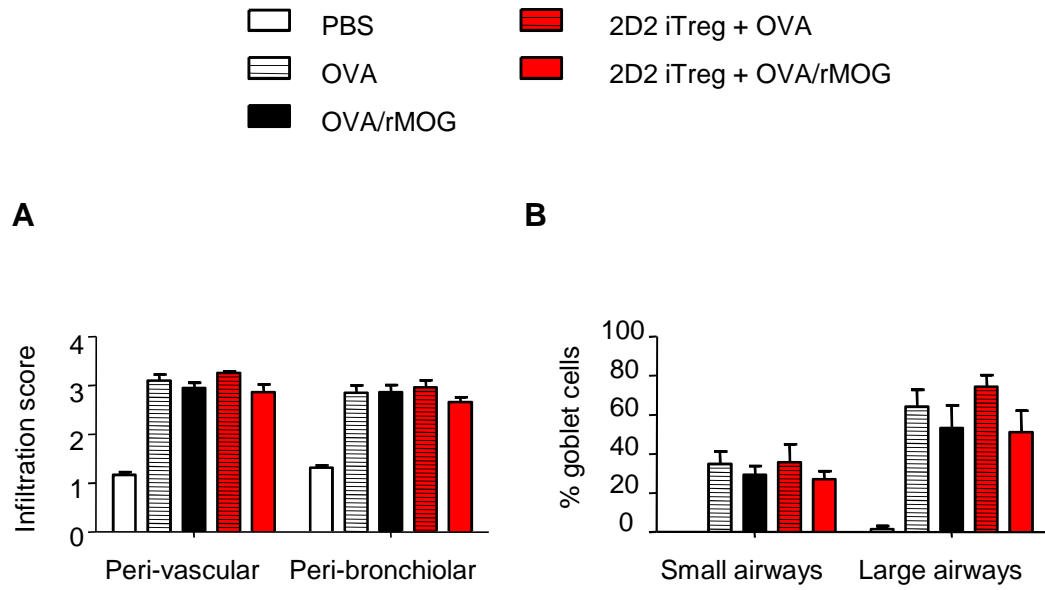 PBS
OVA
OVA/rMOG
2D2 iTreg + OVA
2D2 iTreg + OVA/rMOG
A
Infiltration score
4
3
2
1
0
Peri-vascular Peri-bronchiolar
B
% goblet cells
100
80
60
40
20
0
Small airways Large airways